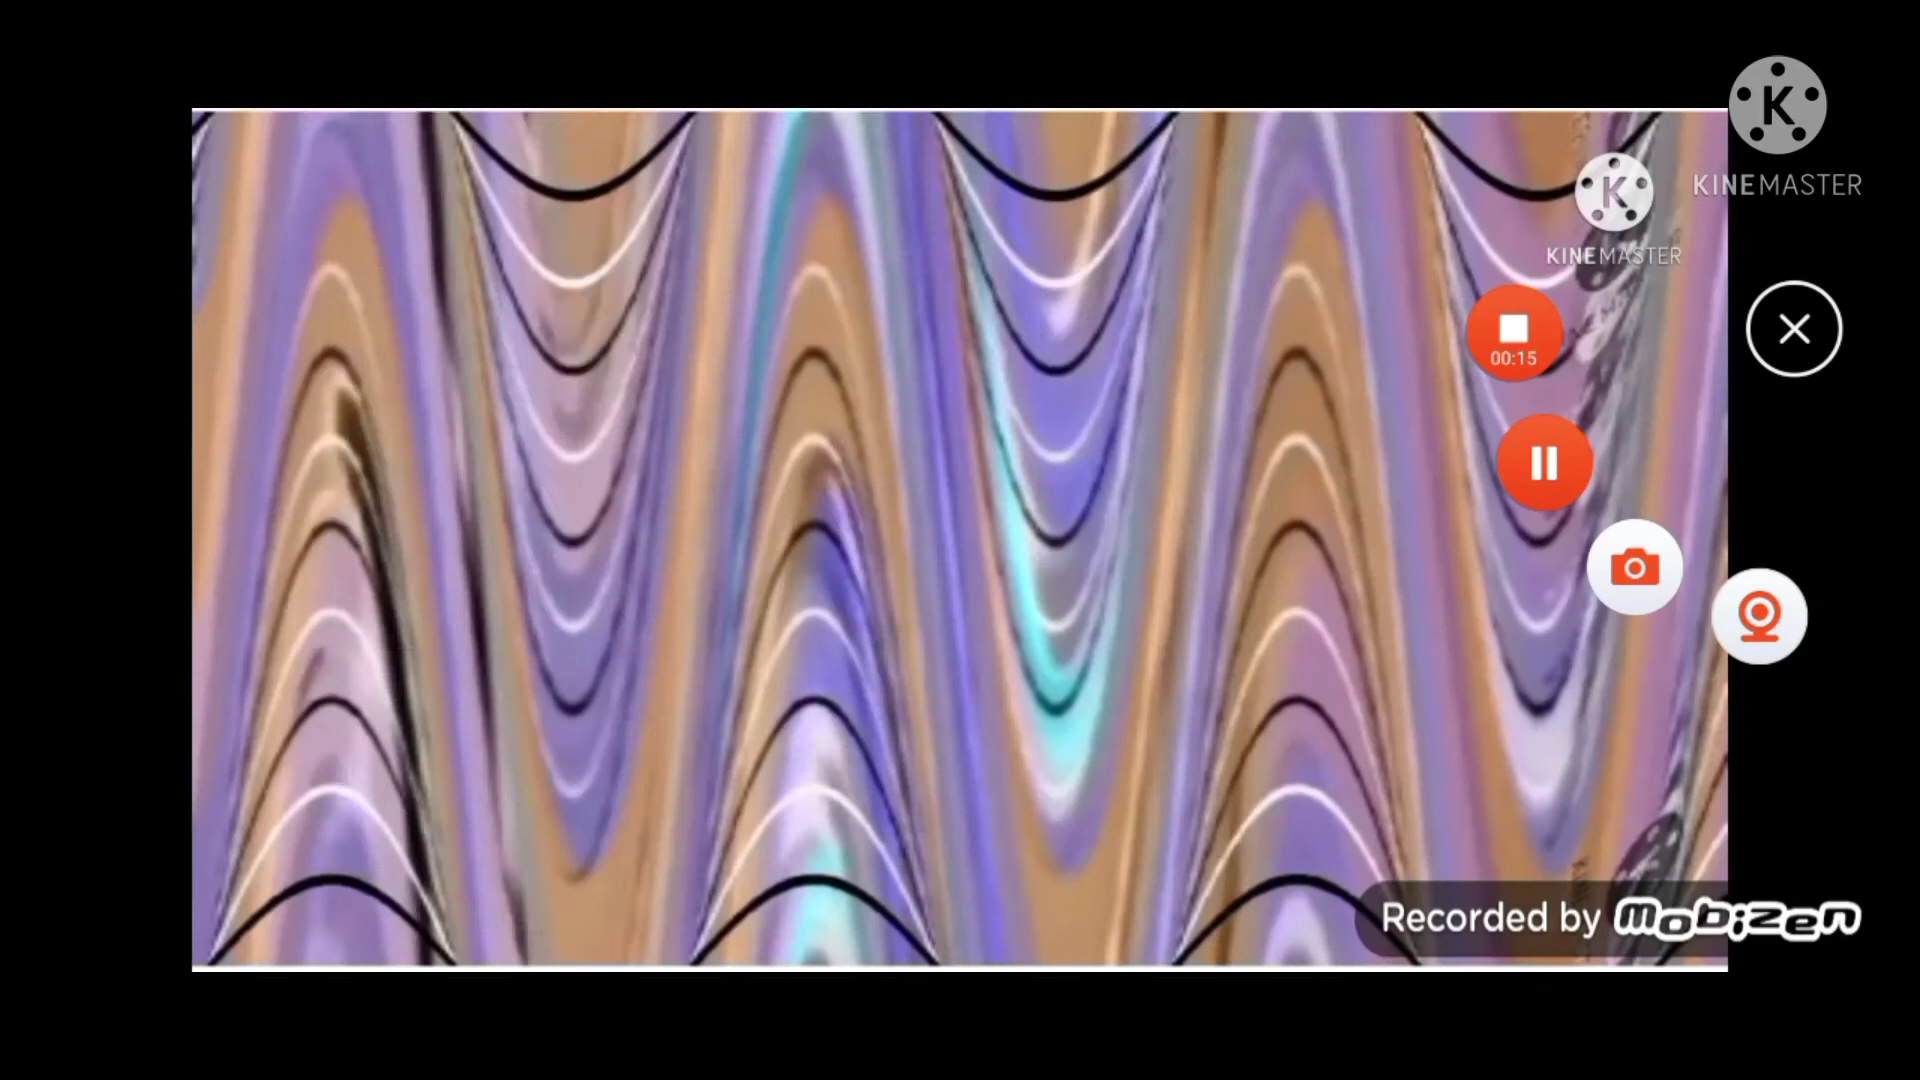 K
KINEMASTER
K
KINEMASTER
00:15
Recorded by Mobizen